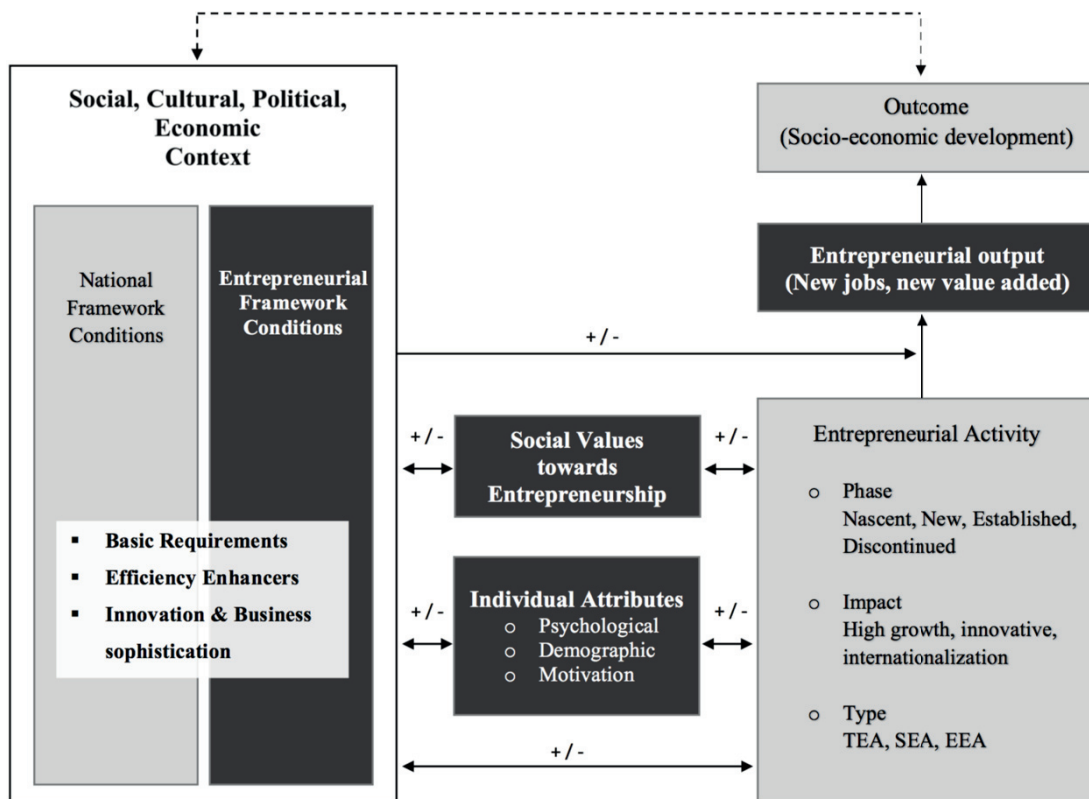 Social, Cultural, Political,
Economic
Context
National
Framework
Conditions
Entrepreneurial
Framework
Conditions
▪ Basic Requirements
▪ Efficiency Enhancers
▪ Innovation & Business
sophistication
Outcome
(Socio-economic development)
Entrepreneurial output
(New jobs, new value added)
+ / -
+ / -
Social Values
towards
Entrepreneurship
+ / -
+ / -
Individual Attributes
○ Psychological
○ Demographic
○ Motivation
+ / -
+ / -
Entrepreneurial Activity
○ Phase
Nascent, New, Established,
Discontinued
○ Impact
High growth, innovative,
internationalization
○ Type
TEA, SEA, EEA